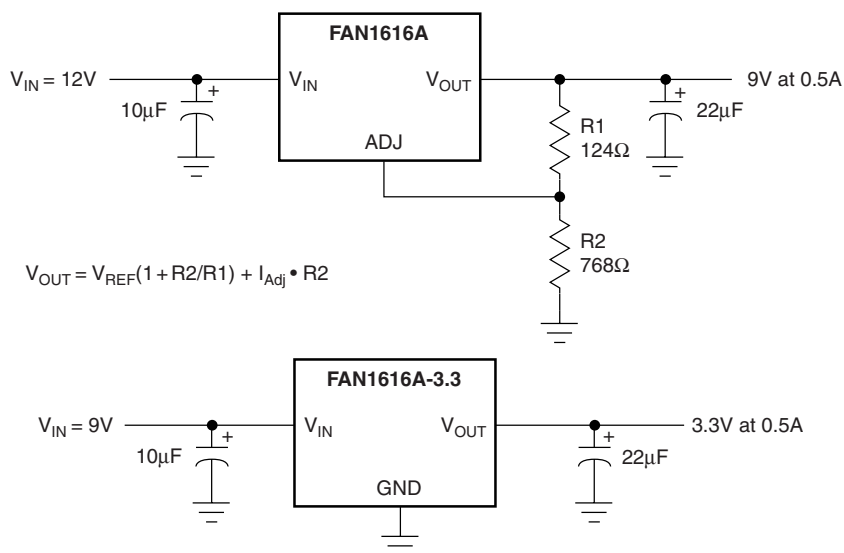 FAN1616A
V_IN = 12V
V_IN
V_OUT
9V at 0.5A
10μF
+
ADJ
R1
124Ω
+
22μF
R2
768Ω
V_OUT = V_REF(1 + R2/R1) + I_Adj • R2
FAN1616A-3.3
V_IN = 9V
V_IN
V_OUT
3.3V at 0.5A
10μF
+
GND
+
22μF